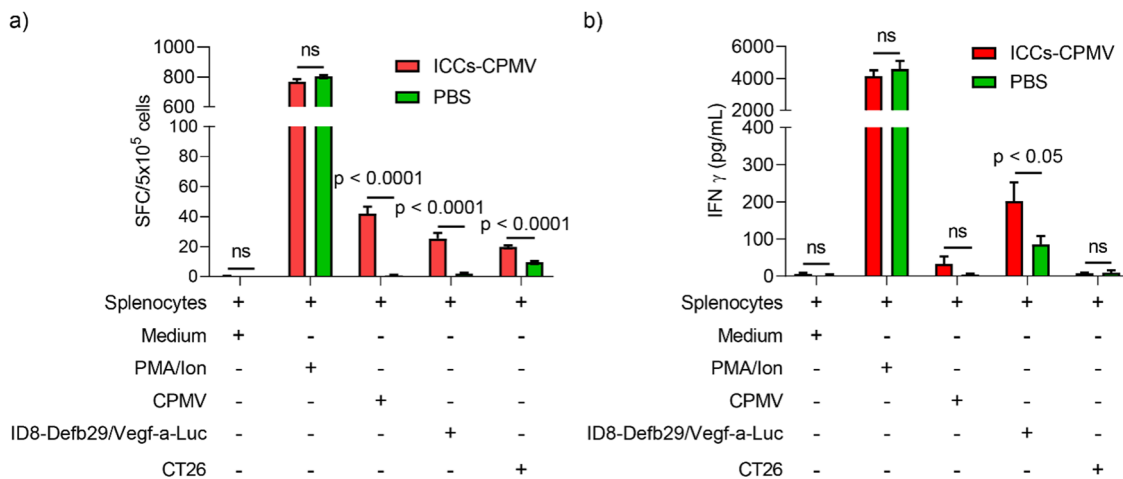 a)
1000
800
600
100
80
60
40
20
0
SFC/5x10⁵ cells
ns
ns
p < 0.0001
p < 0.0001
p < 0.0001
ICCs-CPMV
PBS
Splenocytes + + + + +
Medium + - - - -
PMA/Ion - + - - -
CPMV - - + - -
ID8-Defb29/Vegf-a-Luc - - - + -
CT26 - - - - +
b)
6000
4000
2000
400
300
200
100
0
IFN γ (pg/mL)
ns
ns
ns
p < 0.05
ns
ICCs-CPMV
PBS
Splenocytes + + + + +
Medium + - - - -
PMA/Ion - + - - -
CPMV - - + - -
ID8-Defb29/Vegf-a-Luc - - - + -
CT26 - - - - +